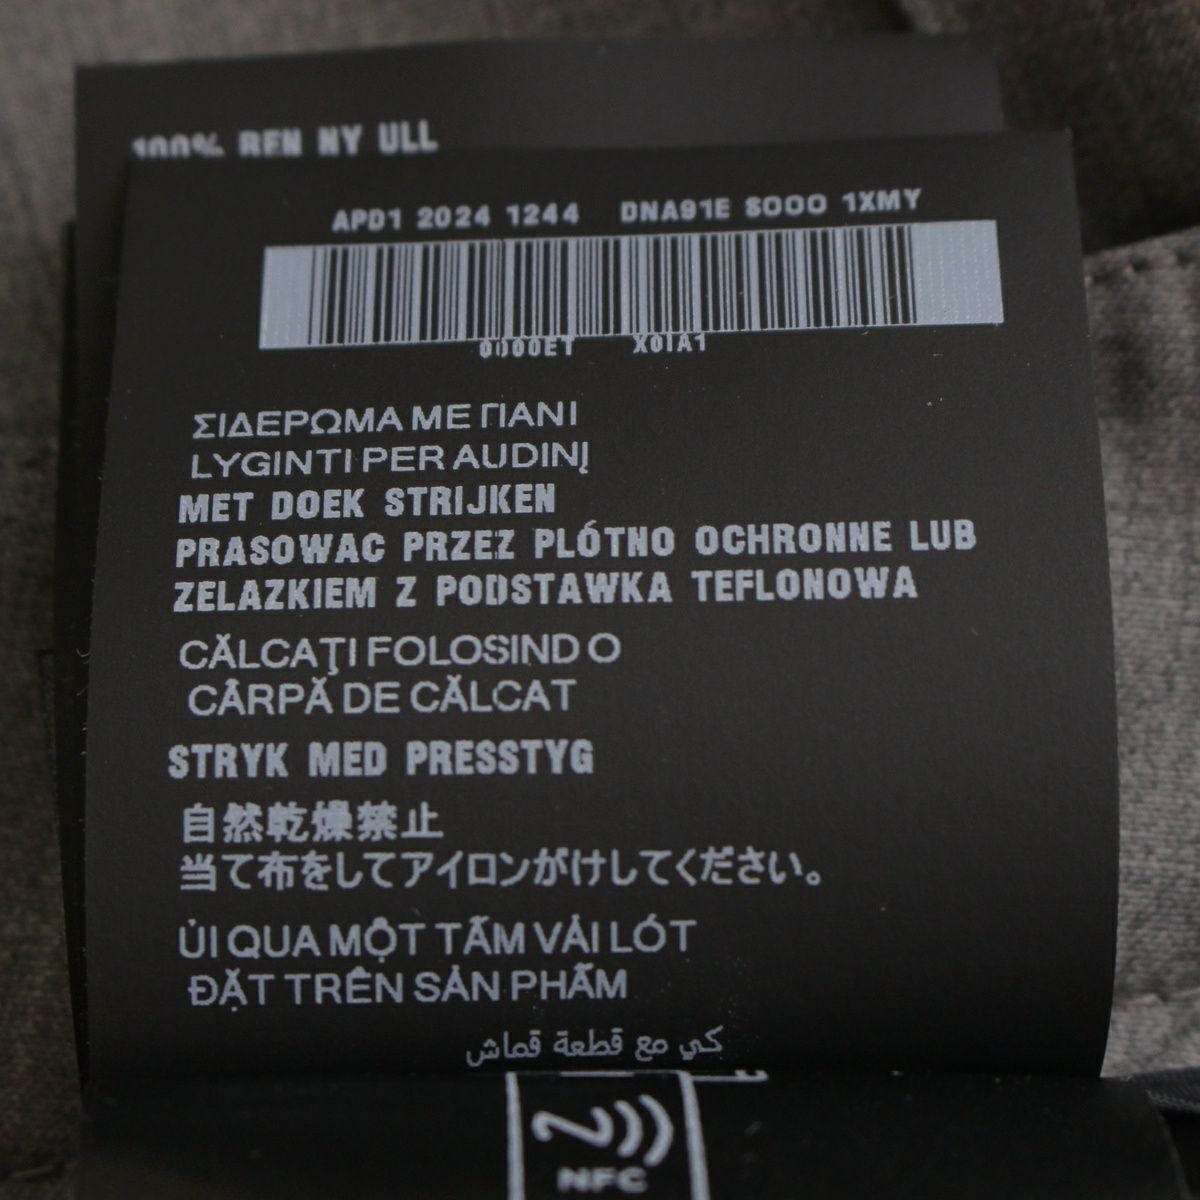 100% REN NY ULL
APD1 2024 1244 DNA91E SOOO 1XMY
0000ET X0IA1
ΣΙΔΕΡΩΜΑ ΜΕ ΠΑΝΙ
LYGINTI PER AUDINĮ
MET DOEK STRIJKEN
PRASOWAC PRZEZ PLÓTNO OCHRONNE LUB
ZELAZKIEM Z PODSTAWKA TEFLONOWA
CĂLCAŢI FOLOSIND O
CÂRPĂ DE CĂLCAT
STRYK MED PRESSTYG
自然乾燥禁止
当て布をしてアイロンがけしてください。
ỦI QUA MỘT TẤM VẢI LÓT
ĐẶT TRÊN SẢN PHẨM
كي مع قطعة قماش
NFC